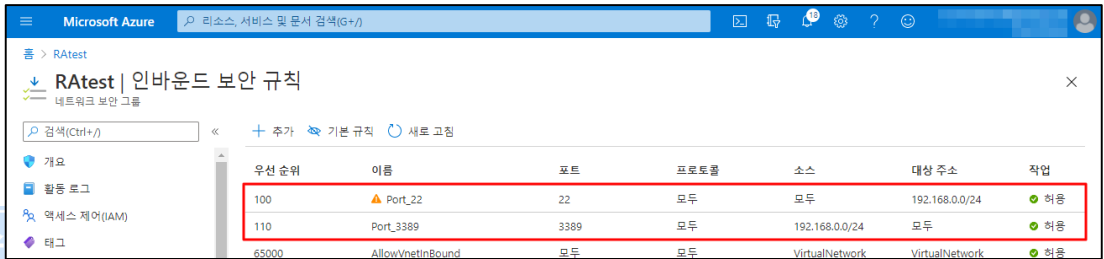 Microsoft Azure 리소스, 서비스 및 문서 검색(G+/) 18
홈 > RAtest
RAtest | 인바운드 보안 규칙
네트워크 보안 그룹
검색(Ctrl+/) 추가 기본 규칙 새로 고침
개요
활동 로그
액세스 제어(IAM)
태그
우선 순위 이름 포트 프로토콜 소스 대상 주소 작업
100 Port_22 22 모두 모두 192.168.0.0/24 허용
110 Port_3389 3389 모두 192.168.0.0/24 모두 허용
65000 AllowVnetInBound 모두 모두 VirtualNetwork VirtualNetwork 허용